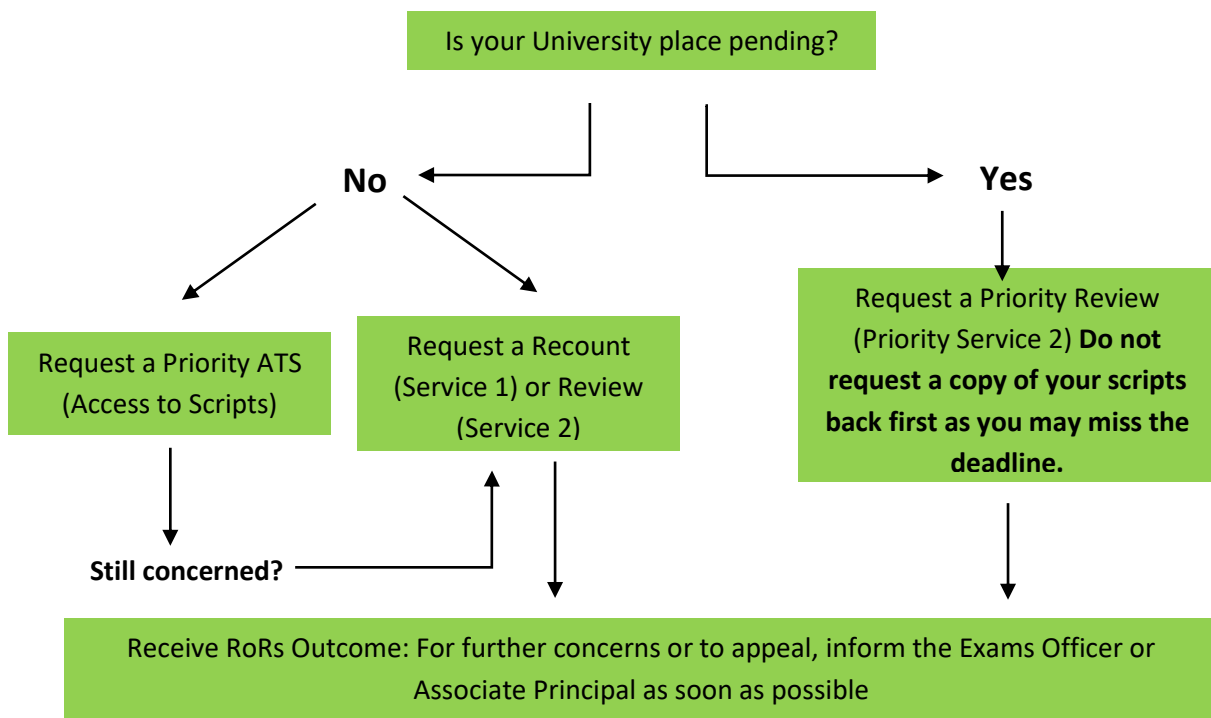 Is your University place pending?
No
Yes
Request a Priority ATS
(Access to Scripts)
Request a Recount
(Service 1) or Review
(Service 2)
Request a Priority Review
(Priority Service 2) Do not
request a copy of your scripts
back first as you may miss the
deadline.
Still concerned?
Receive RoRs Outcome: For further concerns or to appeal, inform the Exams Officer or
Associate Principal as soon as possible